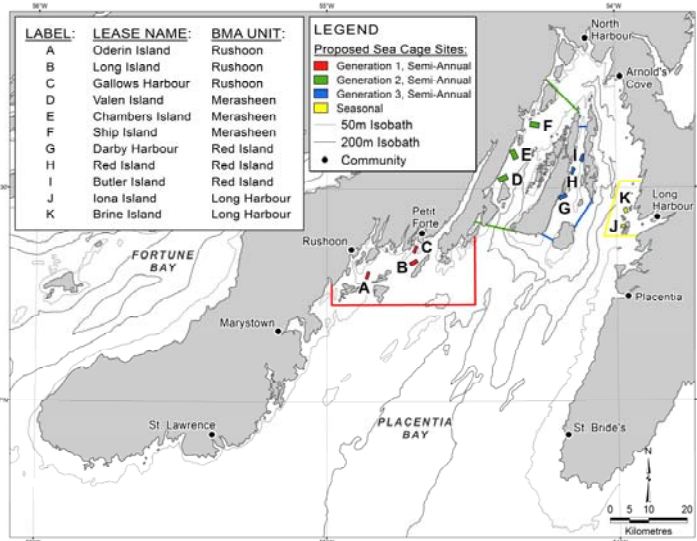 LABEL: LEASE NAME: BMA UNIT:
A Oderin Island Rushoon
B Long Island Rushoon
C Gallows Harbour Rushoon
D Valen Island Merasheen
E Chambers Island Merasheen
F Ship Island Merasheen
G Darby Harbour Red Island
H Red Island Red Island
I Butler Island Red Island
J Iona Island Long Harbour
K Brine Island Long Harbour
LEGEND
Proposed Sea Cage Sites:
Generation 1, Semi-Annual
Generation 2, Semi-Annual
Generation 3, Semi-Annual
Seasonal
50m Isobath
200m Isobath
Community
North
Harbour
Arnold's
Cove
F
E
I
D
H
K
G
J
Long
Harbour
Petit
Forte
Rushoon
C
B
A
FORTUNE
BAY
Placentia
Marystown
St. Lawrence
PLACENTIA
BAY
St. Bride's
N
0 5 10 20
Kilometres